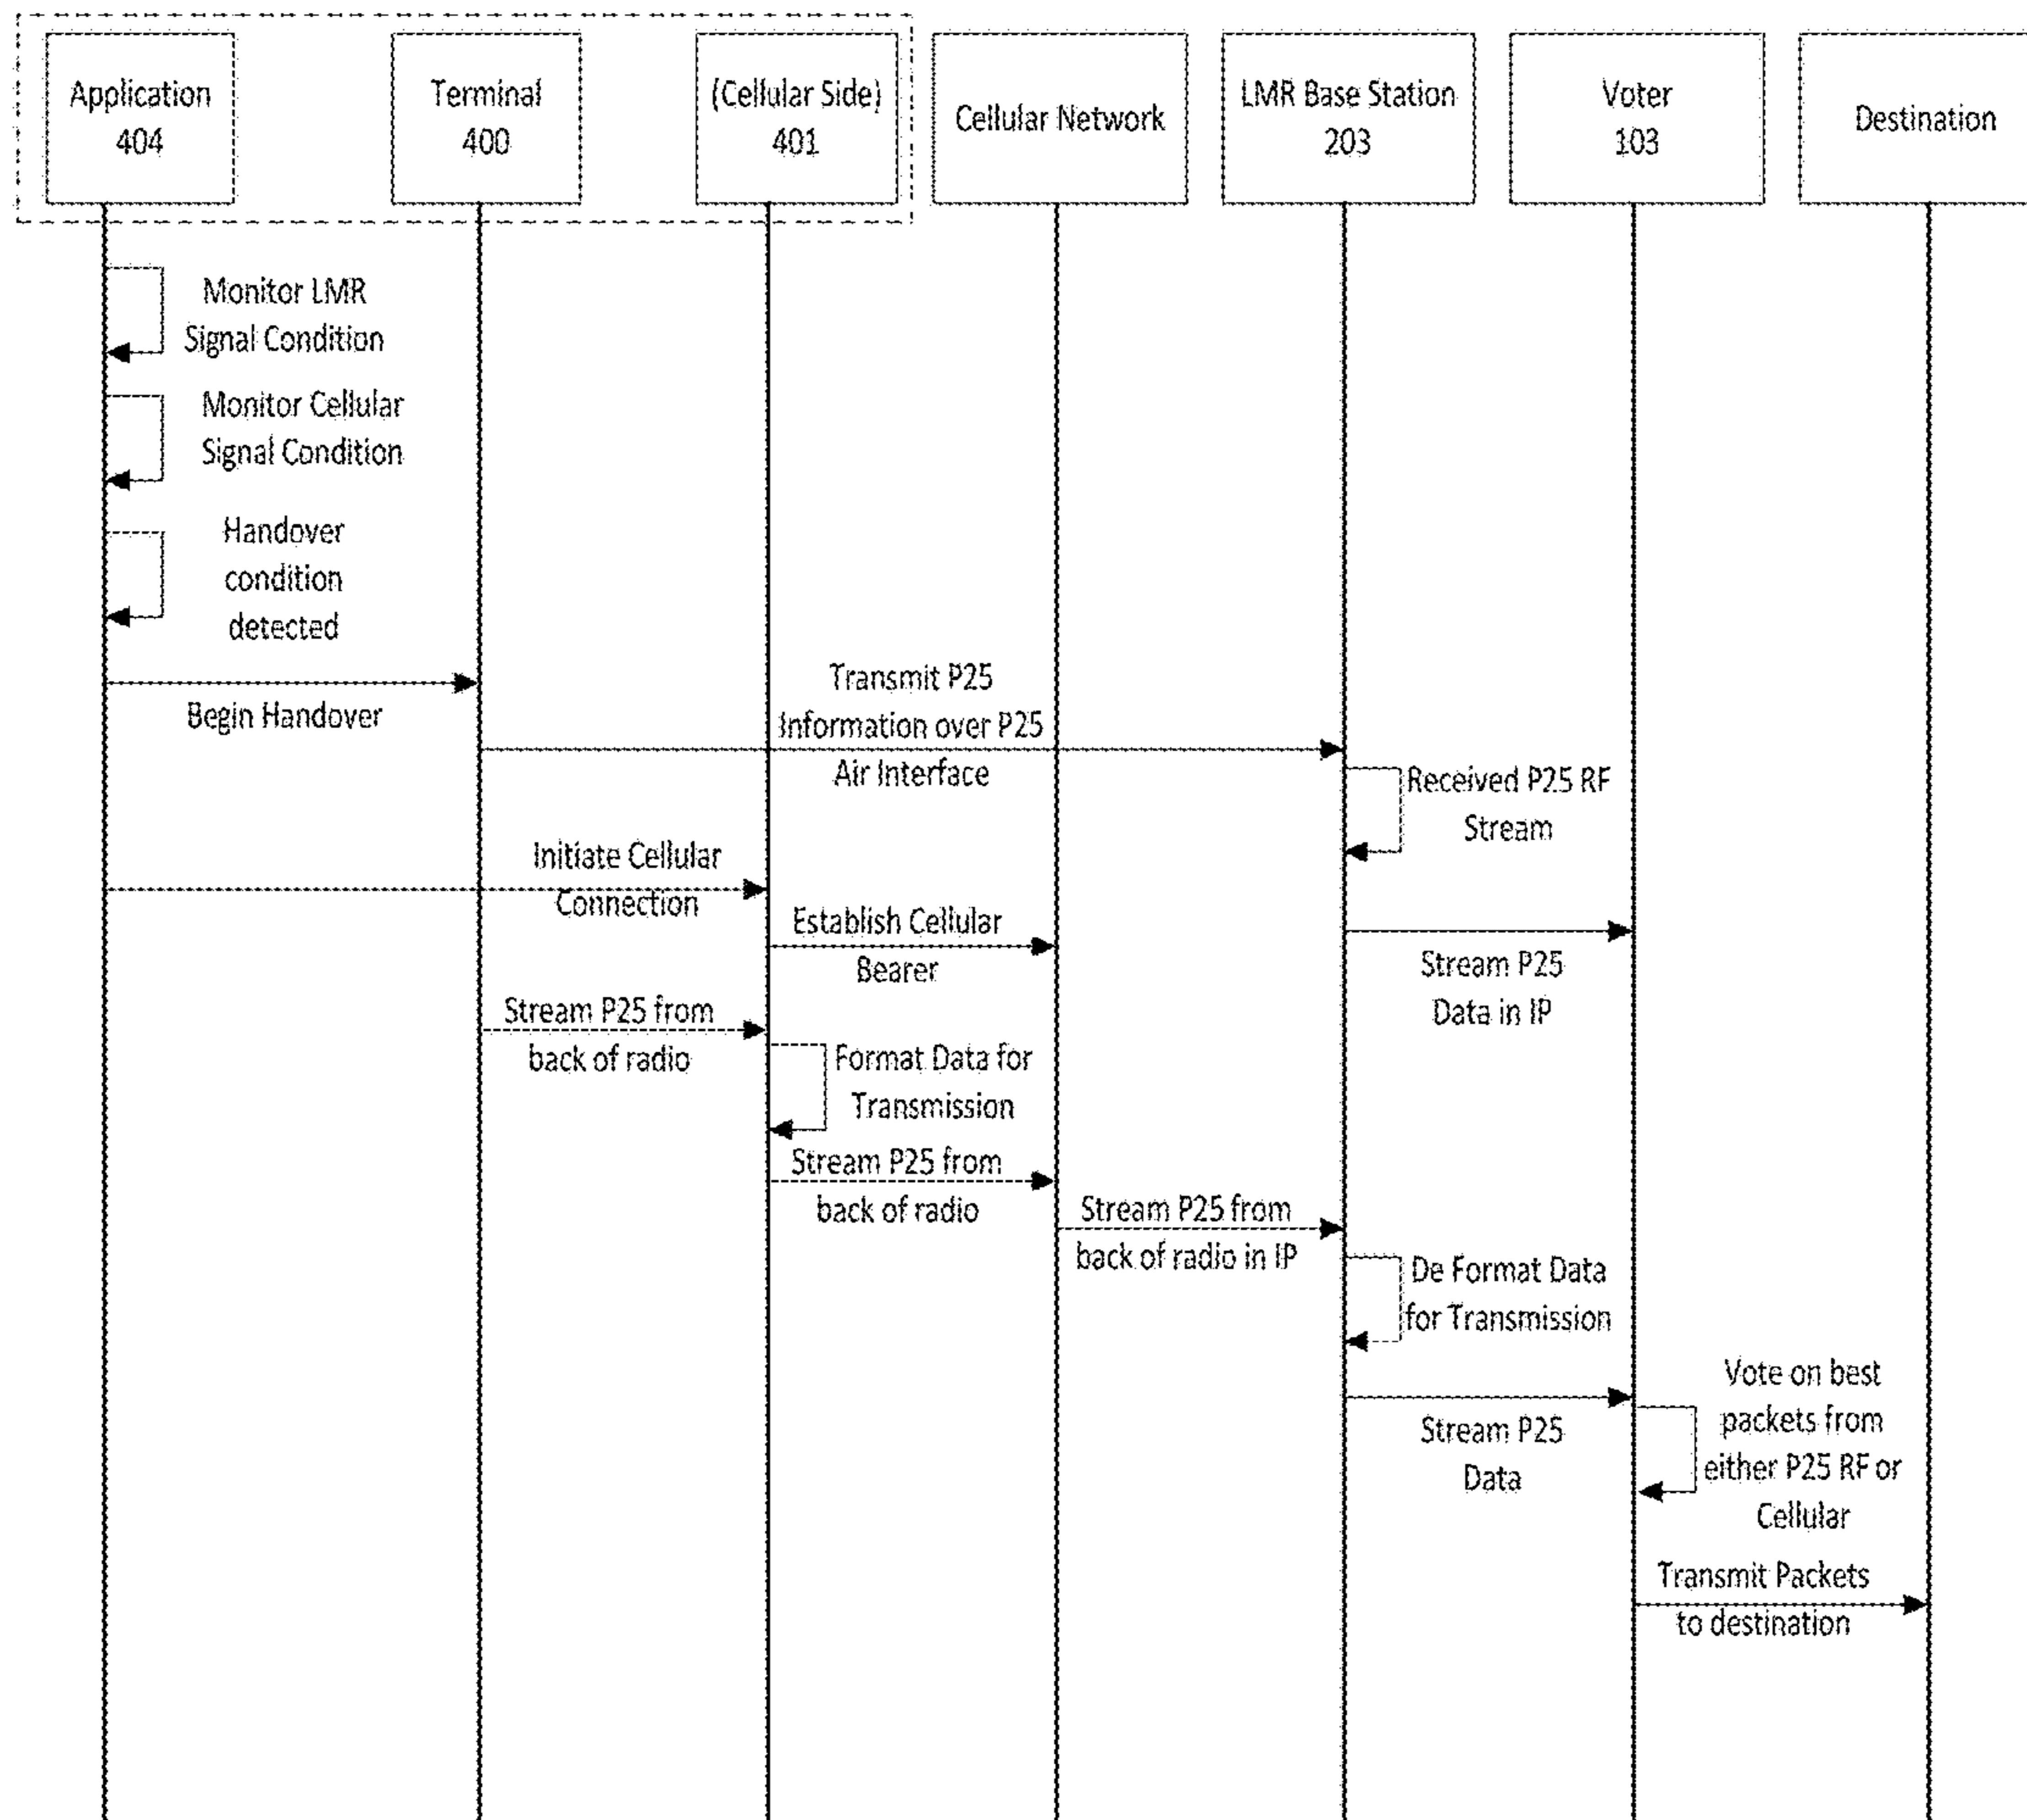 Application
404
Terminal
400
(Cellular Side)
401
Cellular Network
LMR Base Station
203
Voter
103
Destination
Monitor LMR
Signal Condition
Monitor Cellular
Signal Condition
Handover
condition
detected
Begin Handover
Transmit P25
Information over P25
Air Interface
Received P25 RF
Stream
Initiate Cellular
Connection
Establish Cellular
Bearer
Stream P25
Data in IP
Stream P25 from
back of radio
Format Data for
Transmission
Stream P25 from
back of radio
Stream P25 from
back of radio in IP
De Format Data
for Transmission
Stream P25
Data
Vote on best
packets from
either P25 RF or
Cellular
Transmit Packets
to destination